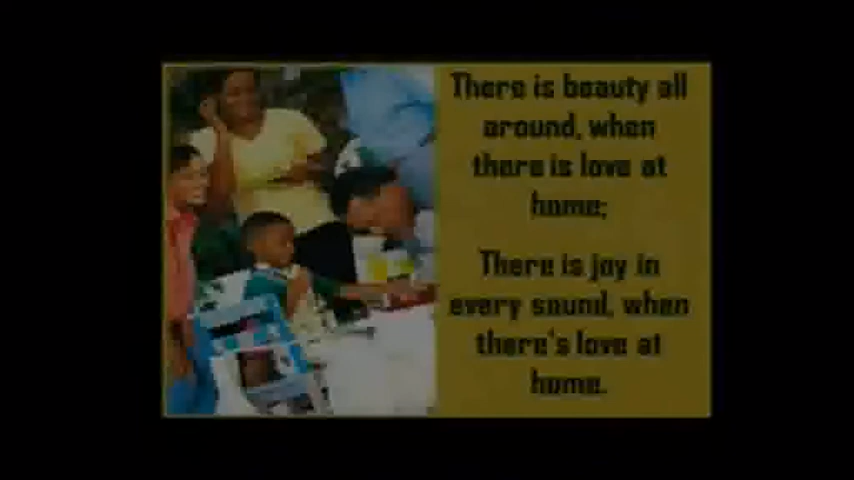 There is beauty all
around, when
there is love at
home;
There is joy in
every sound, when
there's love at
home.